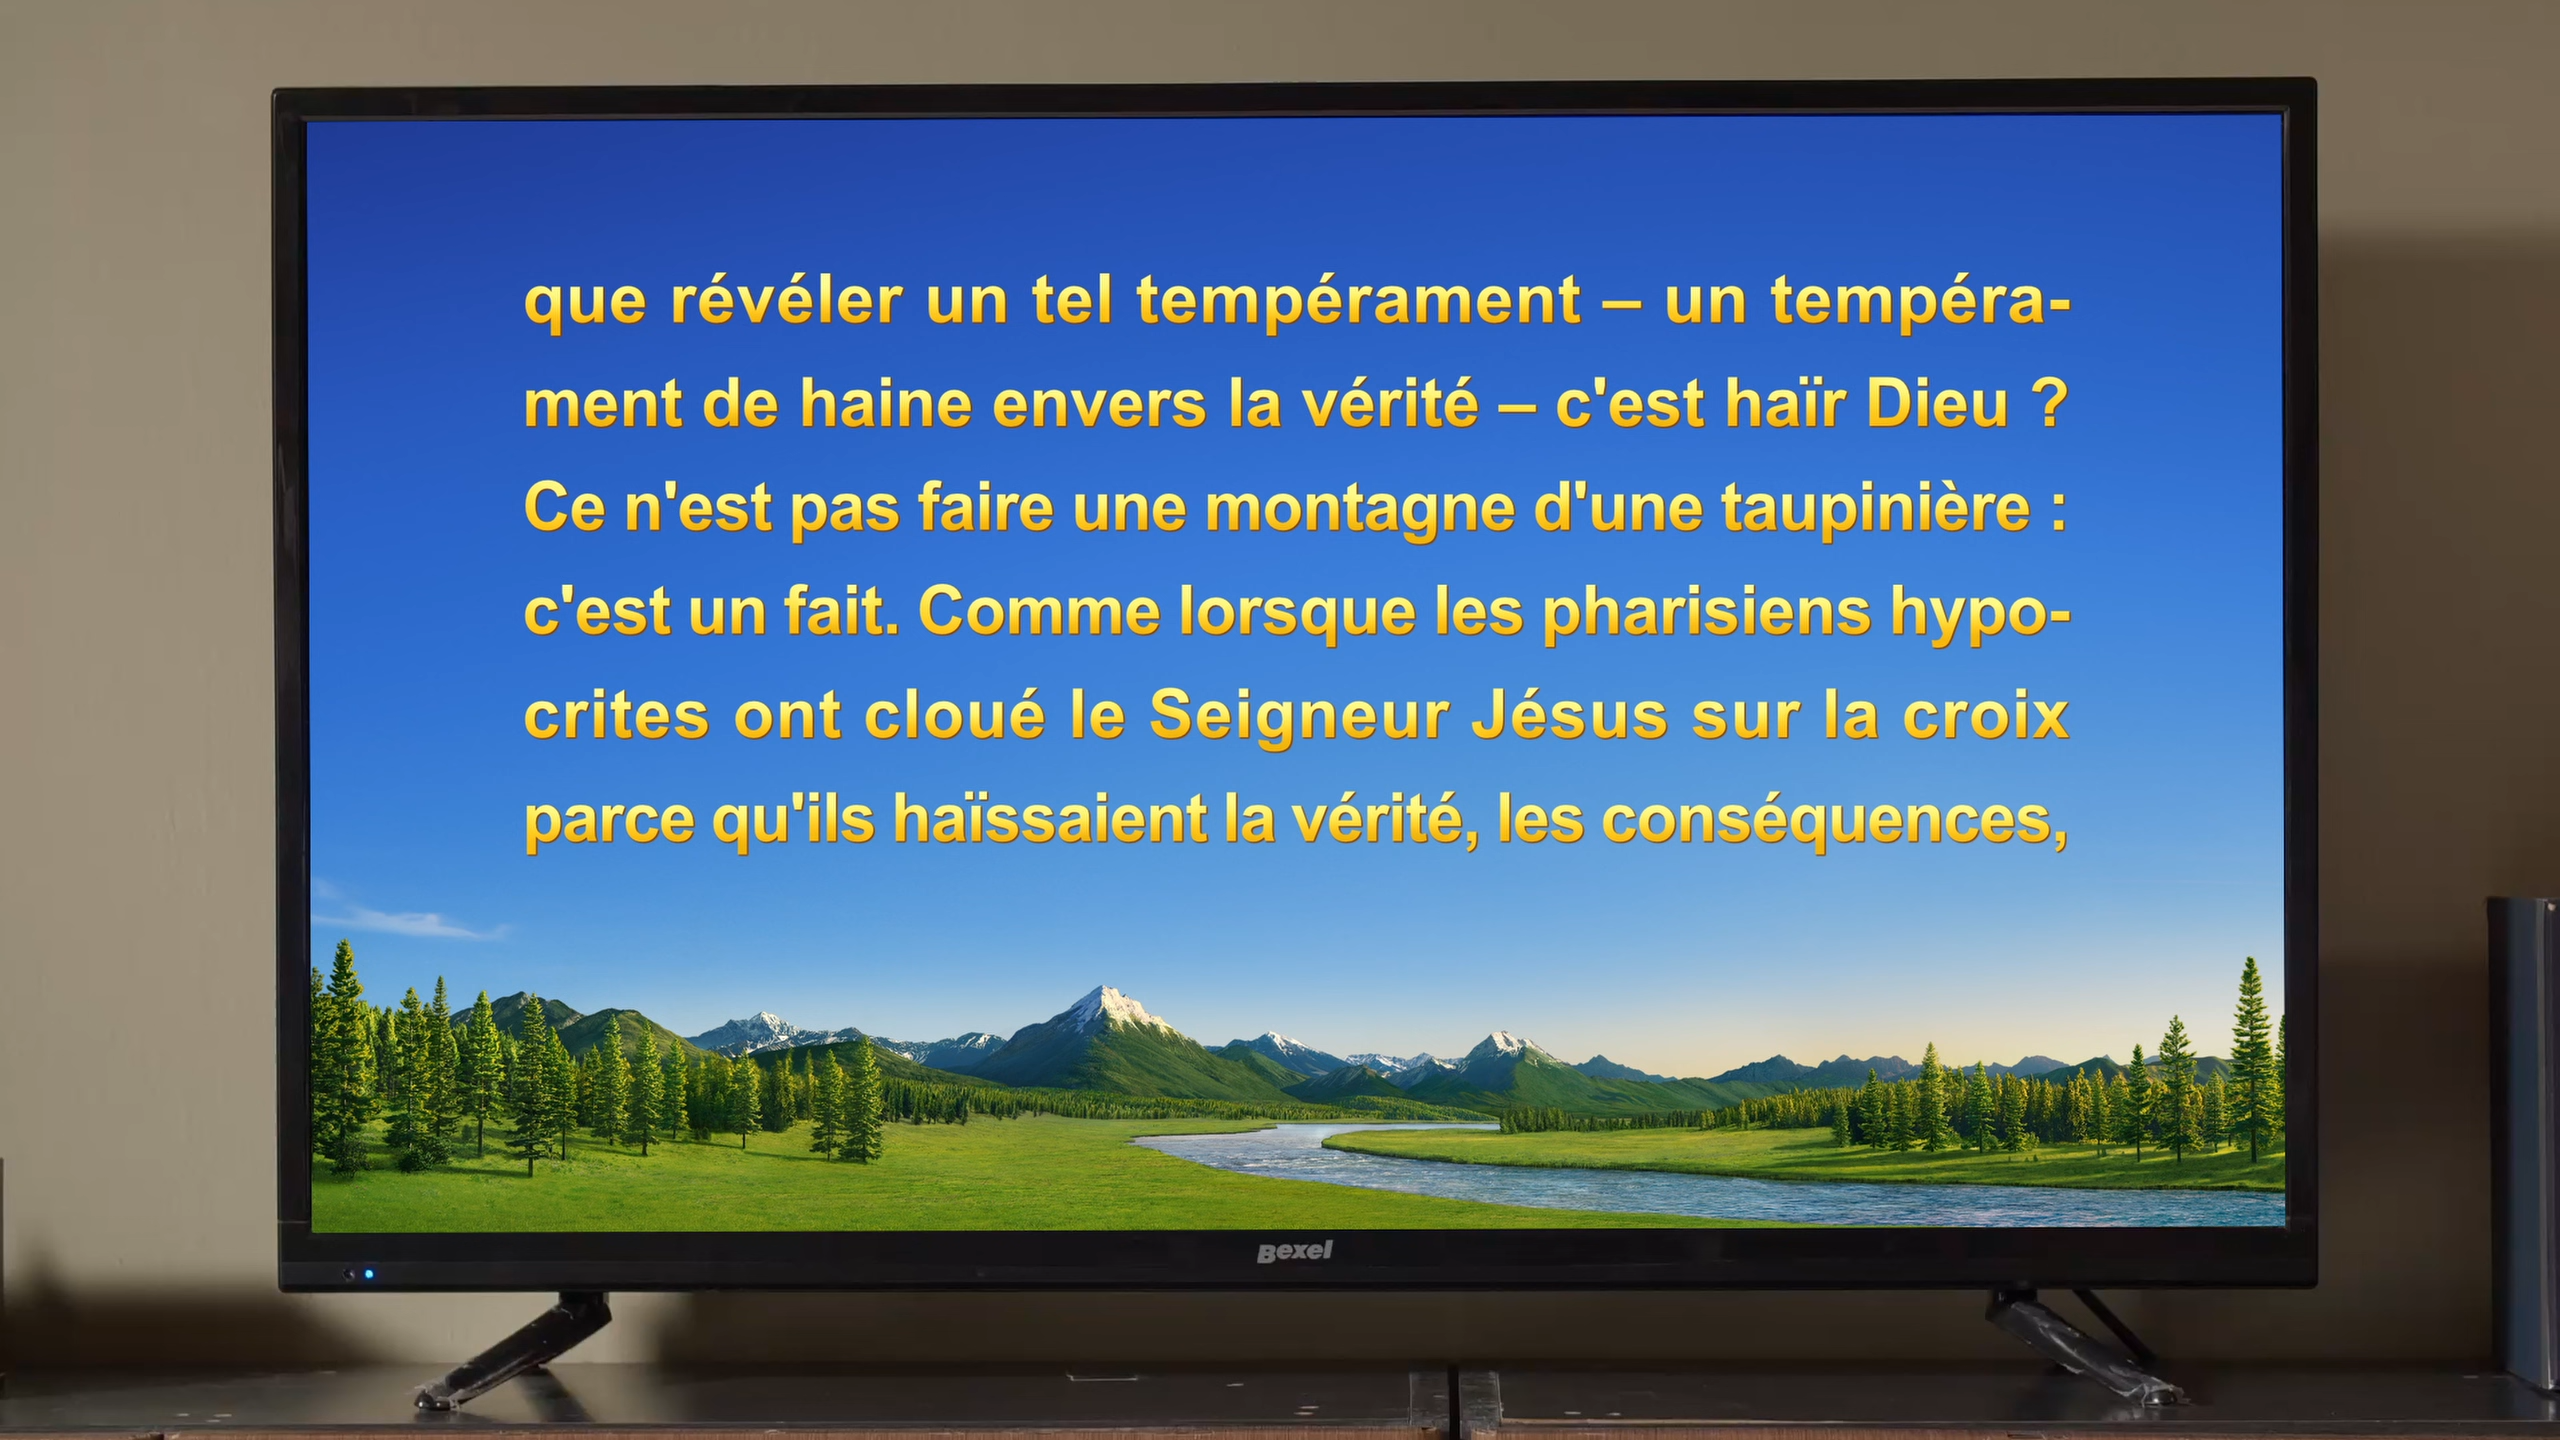 que révéler un tel tempérament – un tempéra-
ment de haine envers la vérité – c'est haïr Dieu ?
Ce n'est pas faire une montagne d'une taupinière :
c'est un fait. Comme lorsque les pharisiens hypo-
crites ont cloué le Seigneur Jésus sur la croix
parce qu'ils haïssaient la vérité, les conséquences,
Bexel